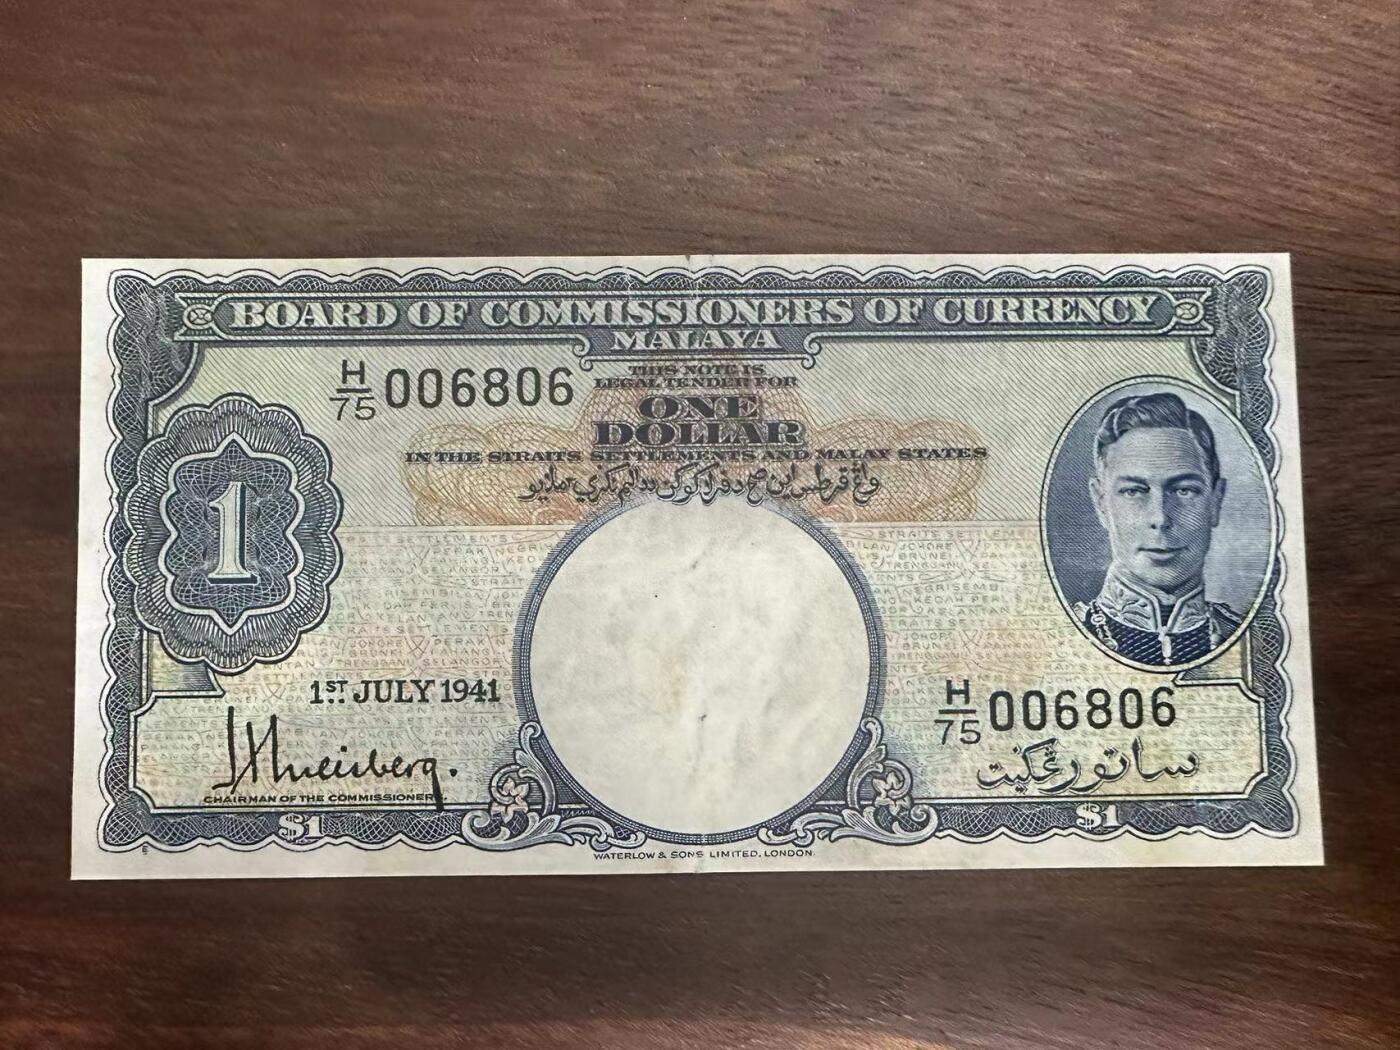 BOARD OF COMMISSIONERS OF CURRENCY
MALAYA
THIS NOTE IS
LEGAL TENDER FOR
ONE
DOLLAR
IN THE STRAITS SETTLEMENTS AND MALAY STATES
H/75 006806
1
1ST JULY 1941
CHAIRMAN OF THE COMMISSIONERS
H/75 006806
ساتو رڠݢيت
$1
$1
WATERLOW & SONS LIMITED, LONDON.